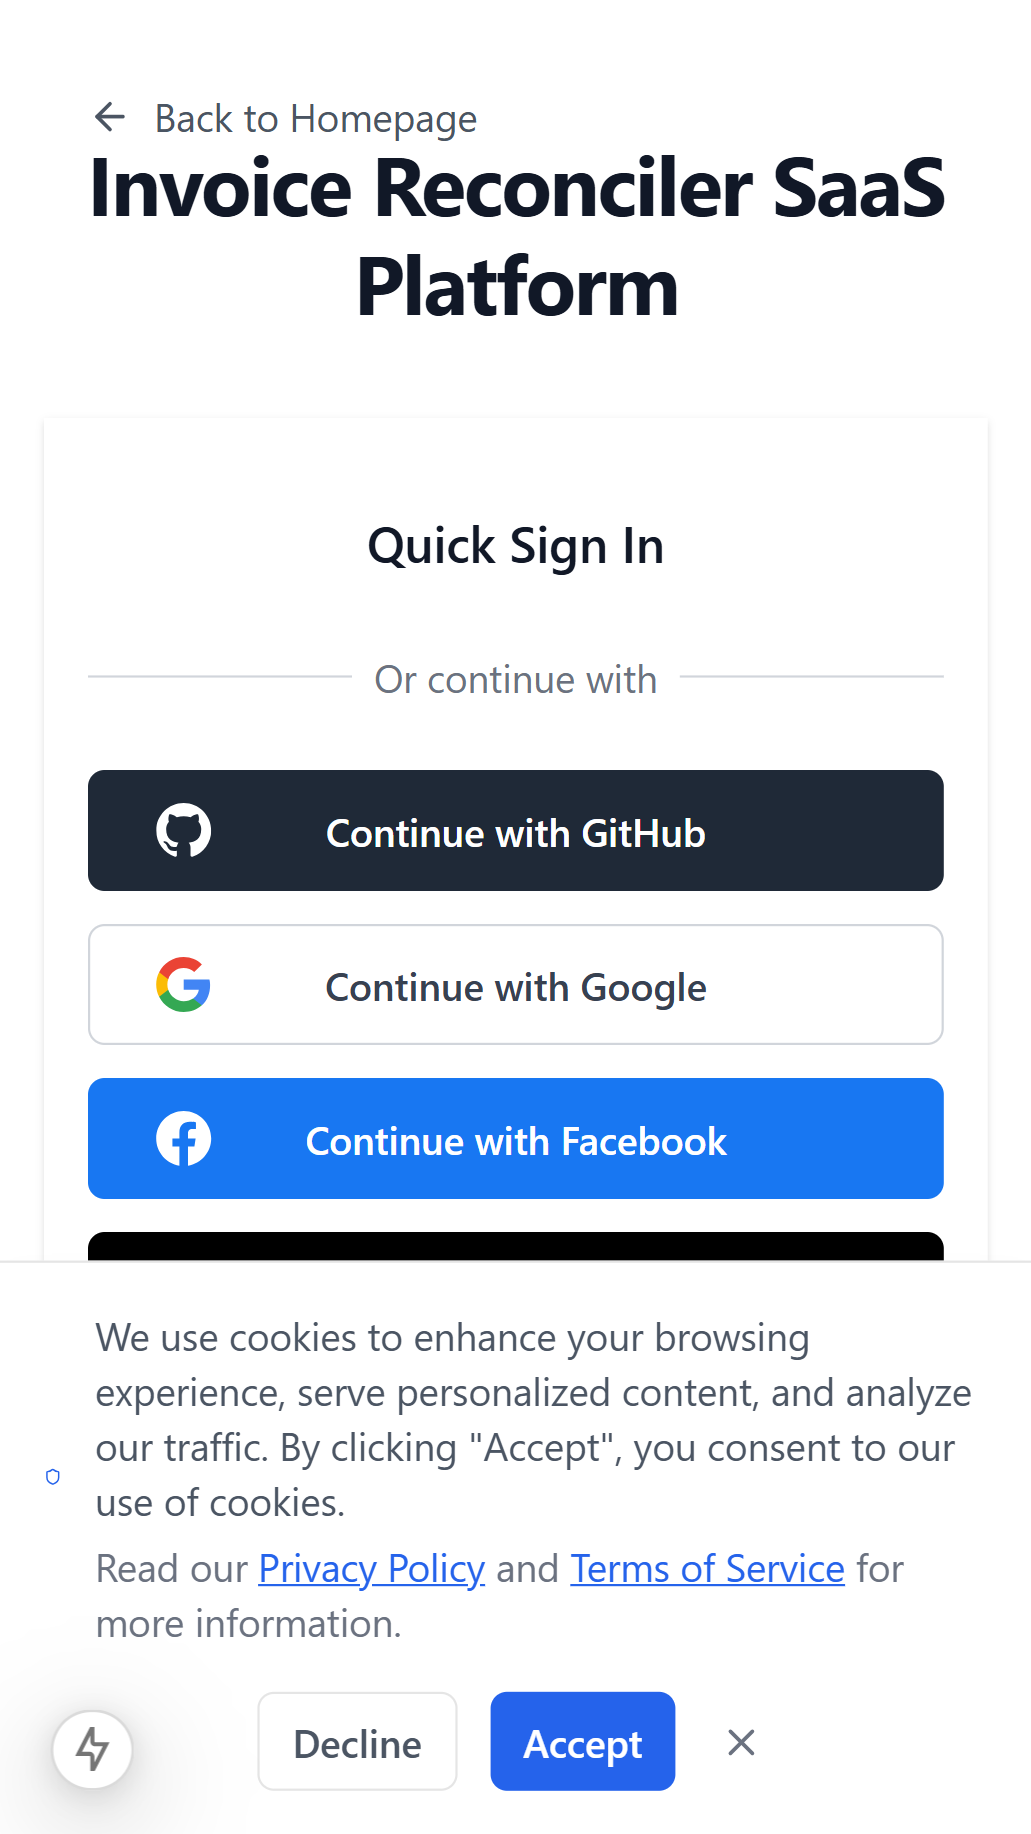 Back to Homepage
Invoice Reconciler SaaS
Platform
Quick Sign In
Or continue with
Continue with GitHub
Continue with Google
Continue with Facebook
We use cookies to enhance your browsing
experience, serve personalized content, and analyze
our traffic. By clicking "Accept", you consent to our
use of cookies.
Read our Privacy Policy and Terms of Service for
more information.
Decline
Accept